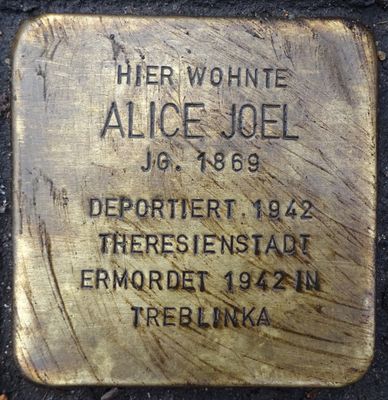 HIER WOHNTE
ALICE JOEL
JG. 1869
DEPORTIERT 1942
THERESIENSTADT
ERMORDET 1942 IN
TREBLINKA